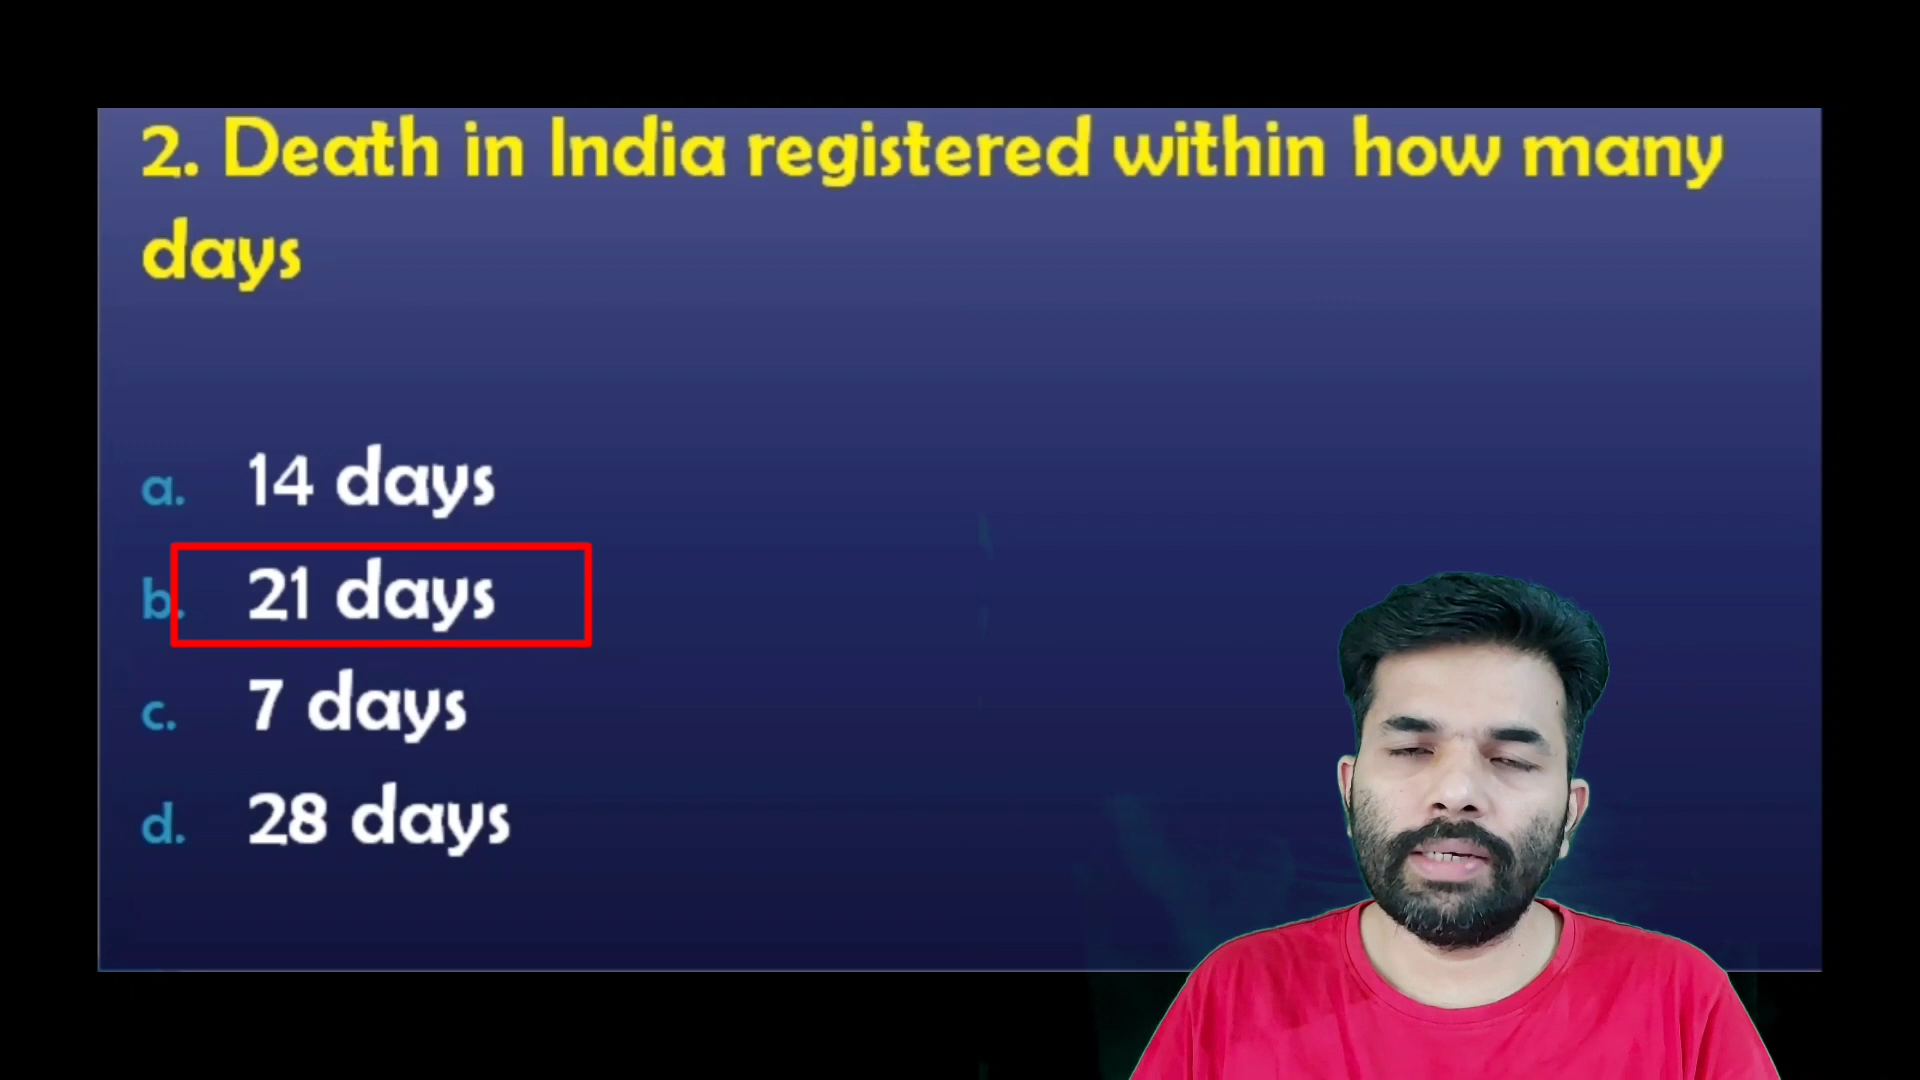 2. Death in India registered within how many
days
a. 14 days
b. 21 days
c. 7 days
d. 28 days